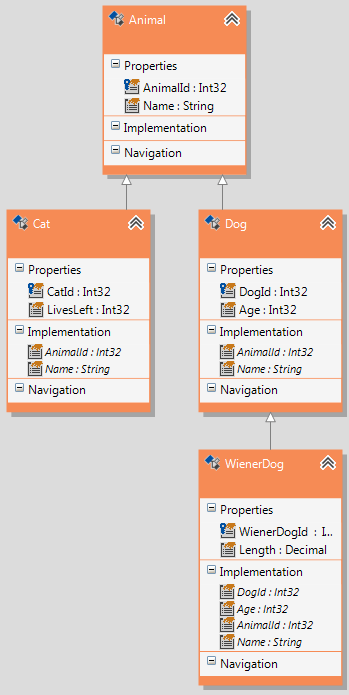 Animal
Properties
AnimalId : Int32
Name : String
Implementation
Navigation
Cat
Properties
CatId : Int32
LivesLeft : Int32
Implementation
AnimalId : Int32
Name : String
Navigation
Dog
Properties
DogId : Int32
Age : Int32
Implementation
AnimalId : Int32
Name : String
Navigation
WienerDog
Properties
WienerDogId : I...
Length : Decimal
Implementation
DogId : Int32
Age : Int32
AnimalId : Int32
Name : String
Navigation